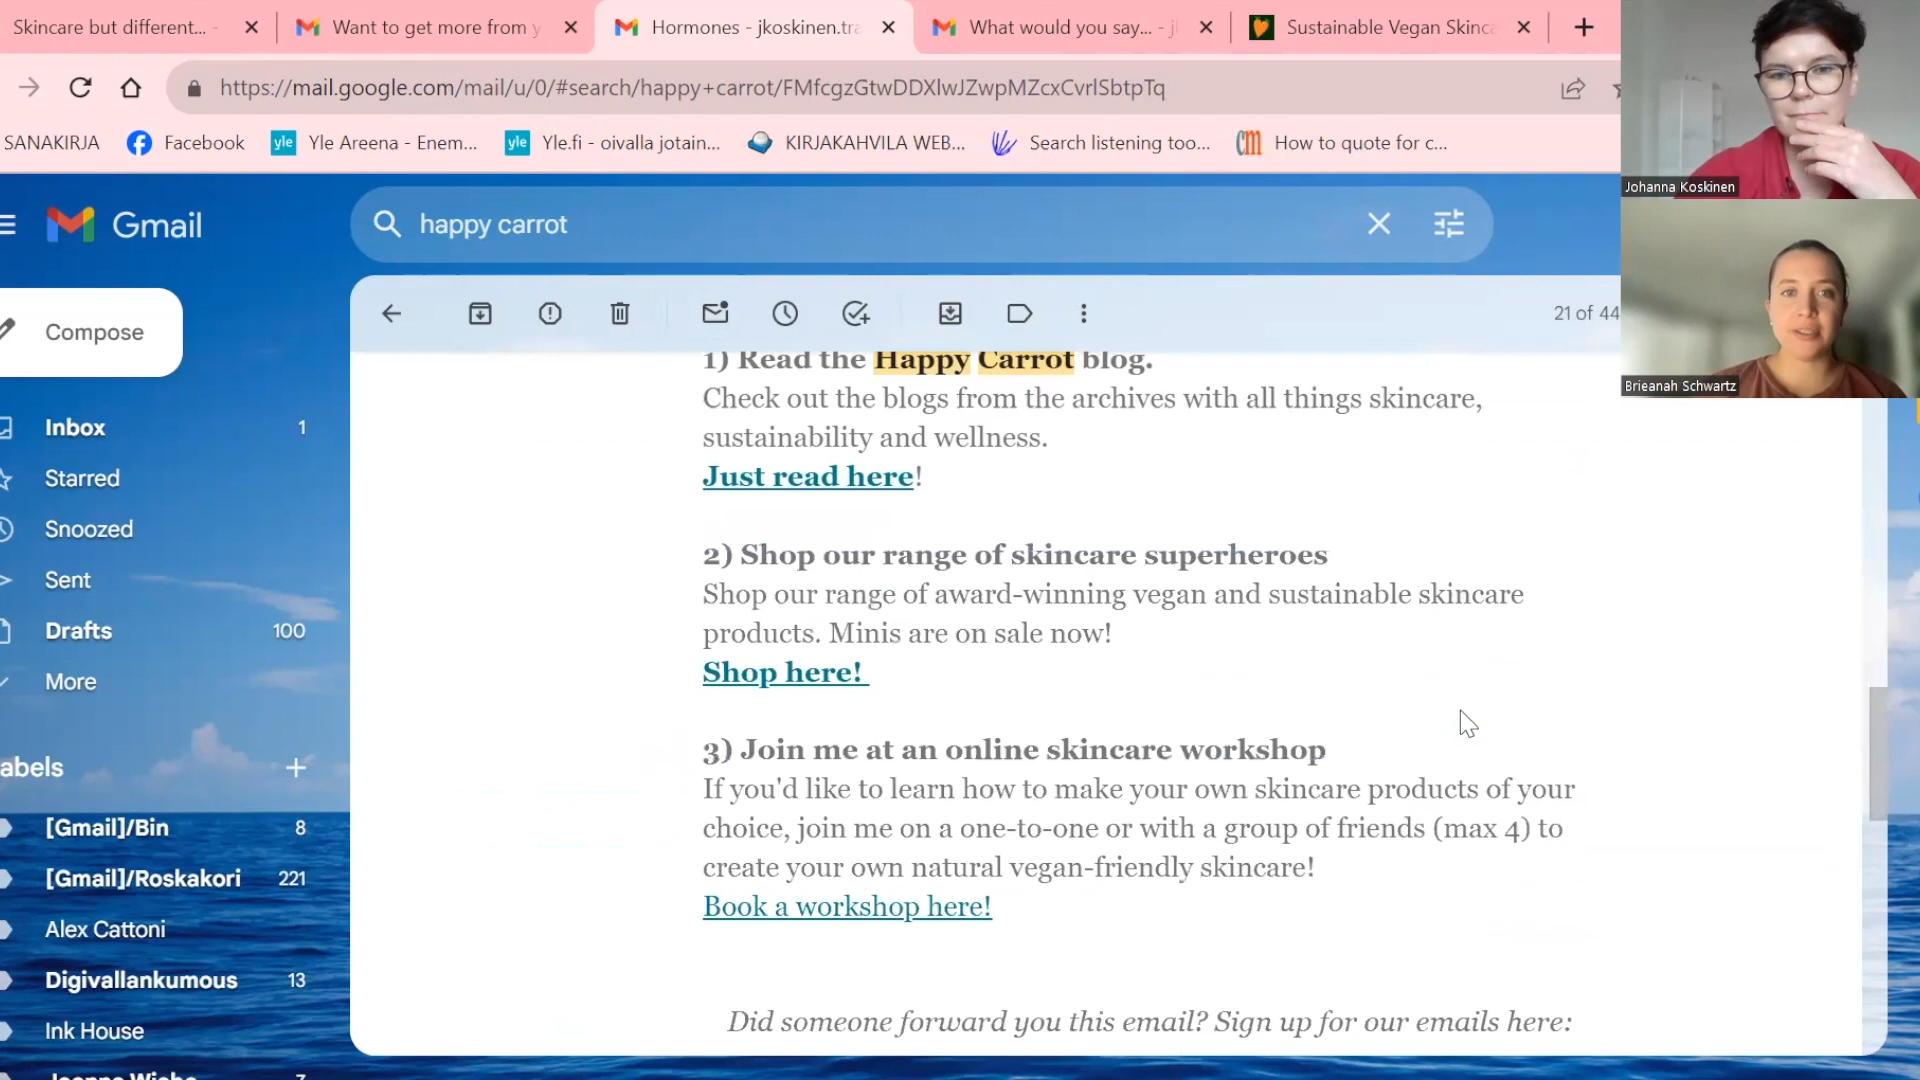 Skincare but different...
Want to get more from y
Hormones - jkoskinen.tra
What would you say... - j
Sustainable Vegan Skinca
https://mail.google.com/mail/u/0/#search/happy+carrot/FMfcgzGtwDDXlwJZwpMZcxCvrlSbtpTq
SANAKIRJA
Facebook
yle
Yle Areena - Enem...
yle
Yle.fi - oivalla jotain...
KIRJAKAHVILA WEB...
Search listening too...
How to quote for c...
Johanna Koskinen
Brieanah Schwartz
Gmail
happy carrot
Compose
21 of 44
Inbox 1
Starred
Snoozed
Sent
Drafts 100
More
abels
[Gmail]/Bin 8
[Gmail]/Roskakori 221
Alex Cattoni
Digivallankumous 13
Ink House
Joanna Wiebe 7
1) Read the Happy Carrot blog.
Check out the blogs from the archives with all things skincare,
sustainability and wellness.
Just read here!
2) Shop our range of skincare superheroes
Shop our range of award-winning vegan and sustainable skincare
products. Minis are on sale now!
Shop here!
3) Join me at an online skincare workshop
If you'd like to learn how to make your own skincare products of your
choice, join me on a one-to-one or with a group of friends (max 4) to
create your own natural vegan-friendly skincare!
Book a workshop here!
Did someone forward you this email? Sign up for our emails here: